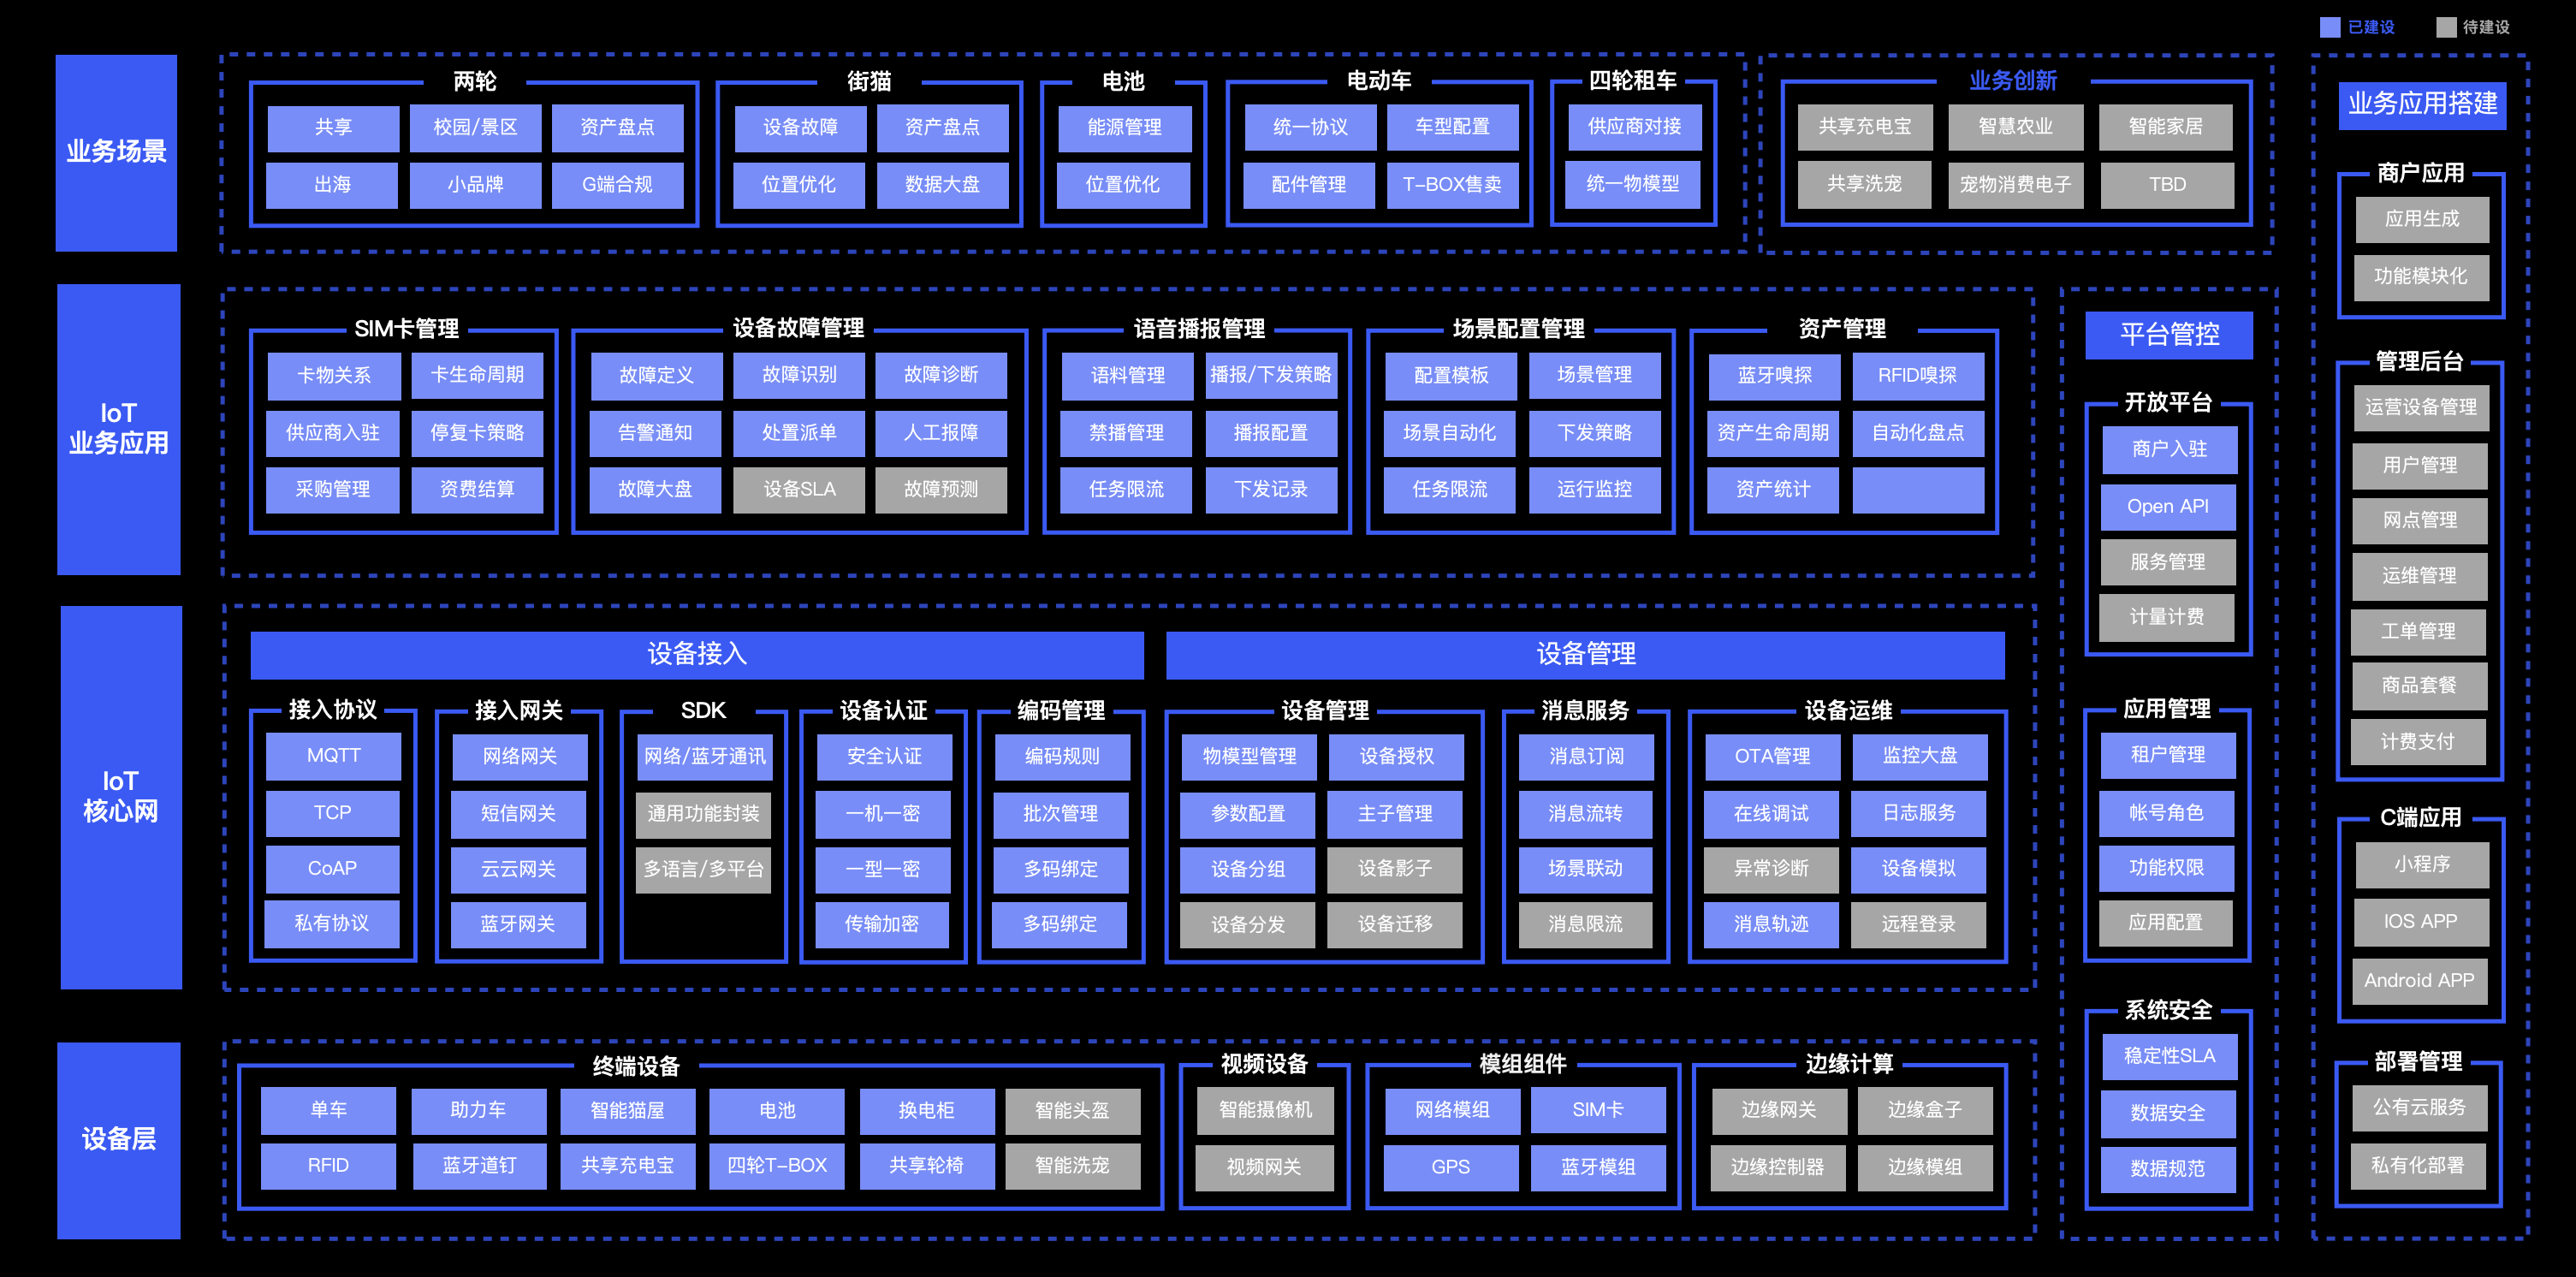 已建设
待建设
业务场景
两轮
共享
校园/景区
资产盘点
出海
小品牌
G端合规
街猫
设备故障
资产盘点
位置优化
数据大盘
电池
能源管理
位置优化
电动车
统一协议
车型配置
配件管理
T-BOX售卖
四轮租车
供应商对接
统一物模型
业务创新
共享充电宝
智慧农业
智能家居
共享洗宠
宠物消费电子
TBD
IoT
业务应用
SIM卡管理
卡物关系
卡生命周期
供应商入驻
停复卡策略
采购管理
资费结算
设备故障管理
故障定义
故障识别
故障诊断
告警通知
处置派单
人工报障
故障大盘
设备SLA
故障预测
语音播报管理
语料管理
播报/下发策略
禁播管理
播报配置
任务限流
下发记录
场景配置管理
配置模板
场景管理
场景自动化
下发策略
任务限流
运行监控
资产管理
蓝牙嗅探
RFID嗅探
资产生命周期
自动化盘点
资产统计
IoT
核心网
设备接入
接入协议
MQTT
TCP
CoAP
私有协议
接入网关
网络网关
短信网关
云云网关
蓝牙网关
SDK
网络/蓝牙通讯
通用功能封装
多语言/多平台
设备认证
安全认证
一机一密
一型一密
传输加密
编码管理
编码规则
批次管理
多码绑定
多码绑定
设备管理
设备管理
物模型管理
设备授权
参数配置
主子管理
设备分组
设备影子
设备分发
设备迁移
消息服务
消息订阅
消息流转
场景联动
消息限流
设备运维
OTA管理
监控大盘
在线调试
日志服务
异常诊断
设备模拟
消息轨迹
远程登录
设备层
终端设备
单车
助力车
智能猫屋
电池
换电柜
智能头盔
RFID
蓝牙道钉
共享充电宝
四轮T-BOX
共享轮椅
智能洗宠
视频设备
智能摄像机
视频网关
模组组件
网络模组
SIM卡
GPS
蓝牙模组
边缘计算
边缘网关
边缘盒子
边缘控制器
边缘模组
平台管控
开放平台
商户入驻
Open API
服务管理
计量计费
应用管理
租户管理
帐号角色
功能权限
应用配置
系统安全
稳定性SLA
数据安全
数据规范
业务应用搭建
商户应用
应用生成
功能模块化
管理后台
运营设备管理
用户管理
网点管理
运维管理
工单管理
商品套餐
计费支付
C端应用
小程序
IOS APP
Android APP
部署管理
公有云服务
私有化部署